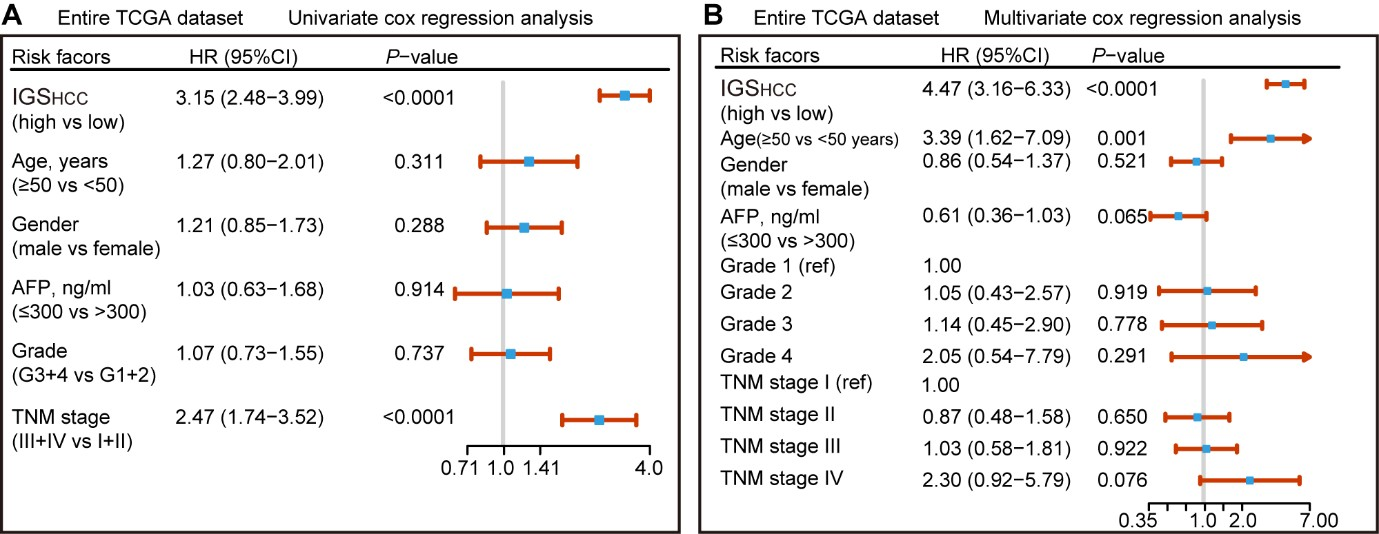 A Entire TCGA dataset Univariate cox regression analysis
Risk facors HR (95%CI) P−value
IGSHCC 3.15 (2.48−3.99) <0.0001
(high vs low)
Age, years 1.27 (0.80−2.01) 0.311
(≥50 vs <50)
Gender 1.21 (0.85−1.73) 0.288
(male vs female)
AFP, ng/ml 1.03 (0.63−1.68) 0.914
(≤300 vs >300)
Grade 1.07 (0.73−1.55) 0.737
(G3+4 vs G1+2)
TNM stage 2.47 (1.74−3.52) <0.0001
(III+IV vs I+II)
0.71 1.0 1.41 4.0
B Entire TCGA dataset Multivariate cox regression analysis
Risk facors HR (95%CI) P−value
IGSHCC 4.47 (3.16−6.33) <0.0001
(high vs low)
Age(≥50 vs <50 years) 3.39 (1.62−7.09) 0.001
Gender 0.86 (0.54−1.37) 0.521
(male vs female)
AFP, ng/ml 0.61 (0.36−1.03) 0.065
(≤300 vs >300)
Grade 1 (ref) 1.00
Grade 2 1.05 (0.43−2.57) 0.919
Grade 3 1.14 (0.45−2.90) 0.778
Grade 4 2.05 (0.54−7.79) 0.291
TNM stage I (ref) 1.00
TNM stage II 0.87 (0.48−1.58) 0.650
TNM stage III 1.03 (0.58−1.81) 0.922
TNM stage IV 2.30 (0.92−5.79) 0.076
0.35 1.0 2.0 7.00